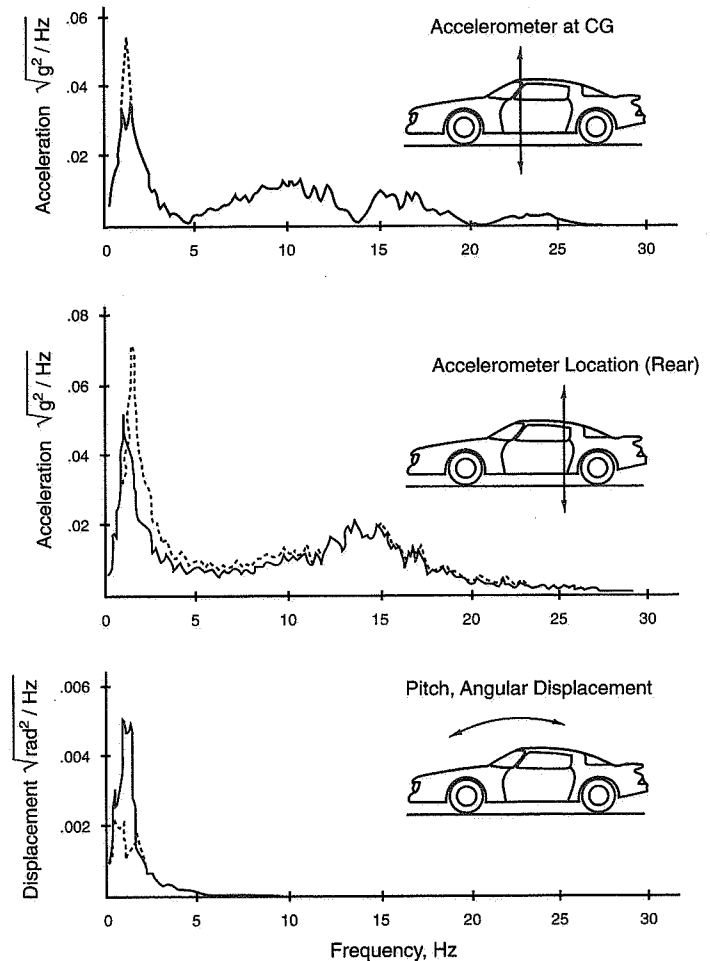 .06
Accelerometer at CG
Acceleration √g² / Hz
.04
.02
0 5 10 15 20 25 30
.08
Accelerometer Location (Rear)
Acceleration √g² / Hz
.06
.04
.02
0 5 10 15 20 25 30
.006
Pitch, Angular Displacement
Displacement √rad² / Hz
.004
.002
0 5 10 15 20 25 30
Frequency, Hz